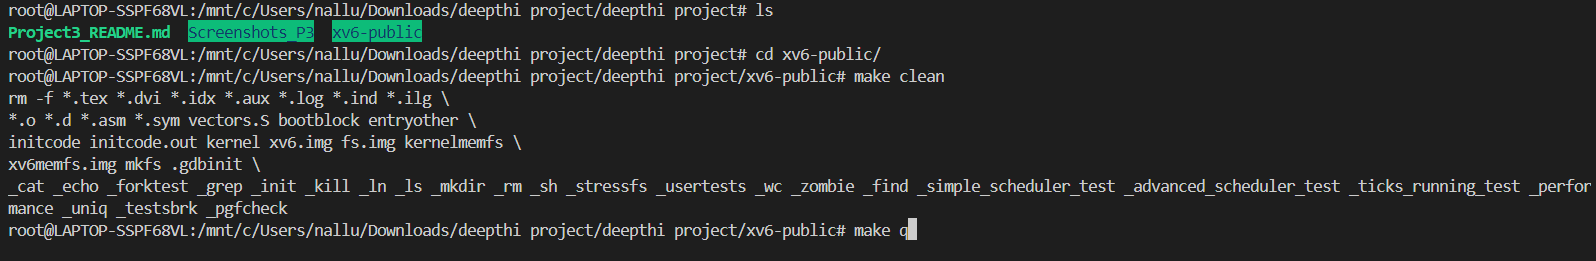 root@LAPTOP-SSPF68VL:/mnt/c/Users/nallu/Downloads/deepthi project/deepthi project# ls
Project3_README.md  Screenshots_P3  xv6-public
root@LAPTOP-SSPF68VL:/mnt/c/Users/nallu/Downloads/deepthi project/deepthi project# cd xv6-public/
root@LAPTOP-SSPF68VL:/mnt/c/Users/nallu/Downloads/deepthi project/deepthi project/xv6-public# make clean
rm -f *.tex *.dvi *.idx *.aux *.log *.ind *.ilg \
*.o *.d *.asm *.sym vectors.S bootblock entryother \
initcode initcode.out kernel xv6.img fs.img kernelmemfs \
xv6memfs.img mkfs .gdbinit \
_cat _echo _forktest _grep _init _kill _ln _ls _mkdir _rm _sh _stressfs _usertests _wc _zombie _find _simple_scheduler_test _advanced_scheduler_test _ticks_running_test _perfor
mance _uniq _testsbrk _pgfcheck
root@LAPTOP-SSPF68VL:/mnt/c/Users/nallu/Downloads/deepthi project/deepthi project/xv6-public# make q